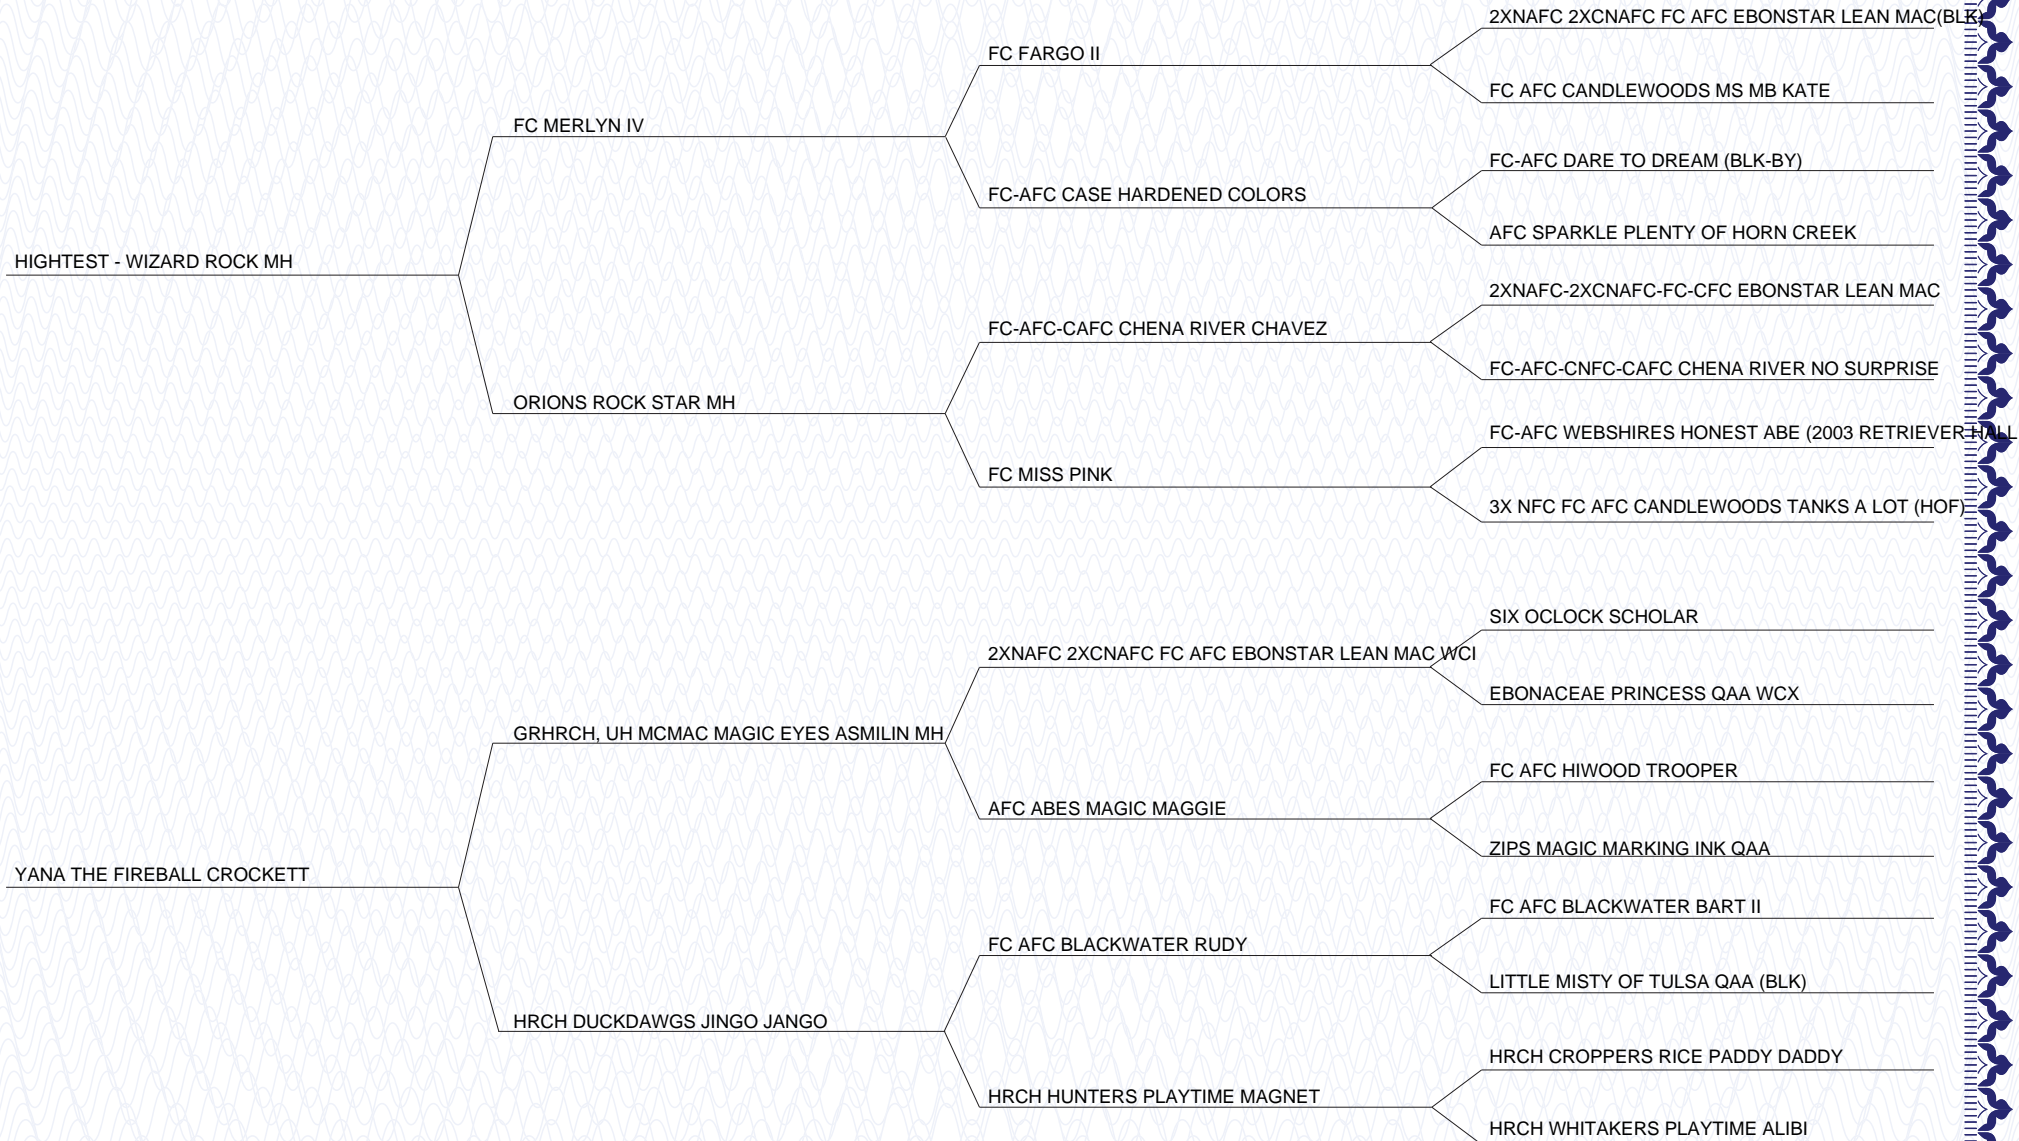 2XNAFC 2XCNAFC FC AFC EBONSTAR LEAN MAC(BLK)
FC FARGO II
FC AFC CANDLEWOODS MS MB KATE
FC MERLYN IV
FC-AFC DARE TO DREAM (BLK-BY)
FC-AFC CASE HARDENED COLORS
AFC SPARKLE PLENTY OF HORN CREEK
HIGHTEST - WIZARD ROCK MH
2XNAFC-2XCNAFC-FC-CFC EBONSTAR LEAN MAC
FC-AFC-CAFC CHENA RIVER CHAVEZ
FC-AFC-CNFC-CAFC CHENA RIVER NO SURPRISE
ORIONS ROCK STAR MH
FC-AFC WEBSHIRES HONEST ABE (2003 RETRIEVER HALL
FC MISS PINK
3X NFC FC AFC CANDLEWOODS TANKS A LOT (HOF)
SIX OCLOCK SCHOLAR
2XNAFC 2XCNAFC FC AFC EBONSTAR LEAN MAC WCI
EBONACEAE PRINCESS QAA WCX
GRHRCH, UH MCMAC MAGIC EYES ASMILIN MH
FC AFC HIWOOD TROOPER
AFC ABES MAGIC MAGGIE
ZIPS MAGIC MARKING INK QAA
YANA THE FIREBALL CROCKETT
FC AFC BLACKWATER BART II
FC AFC BLACKWATER RUDY
LITTLE MISTY OF TULSA QAA (BLK)
HRCH DUCKDAWGS JINGO JANGO
HRCH CROPPERS RICE PADDY DADDY
HRCH HUNTERS PLAYTIME MAGNET
HRCH WHITAKERS PLAYTIME ALIBI